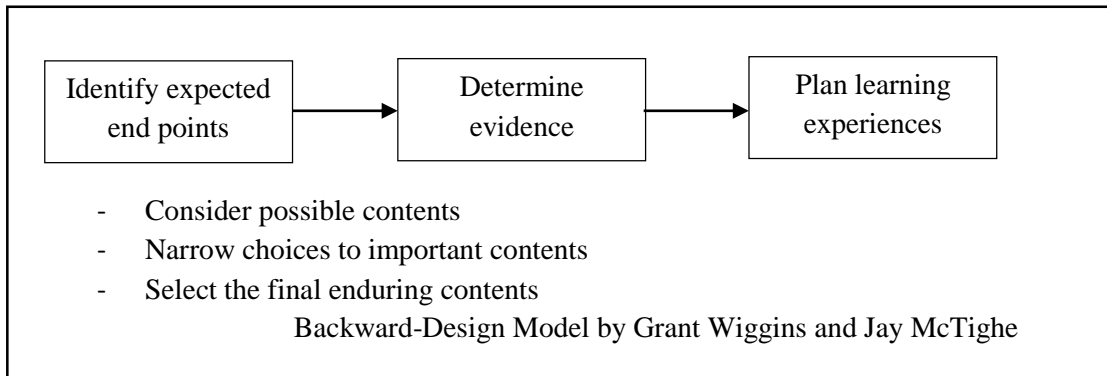 Identify expected
end points
Determine
evidence
Plan learning
experiences
- Consider possible contents
- Narrow choices to important contents
- Select the final enduring contents
Backward-Design Model by Grant Wiggins and Jay McTighe